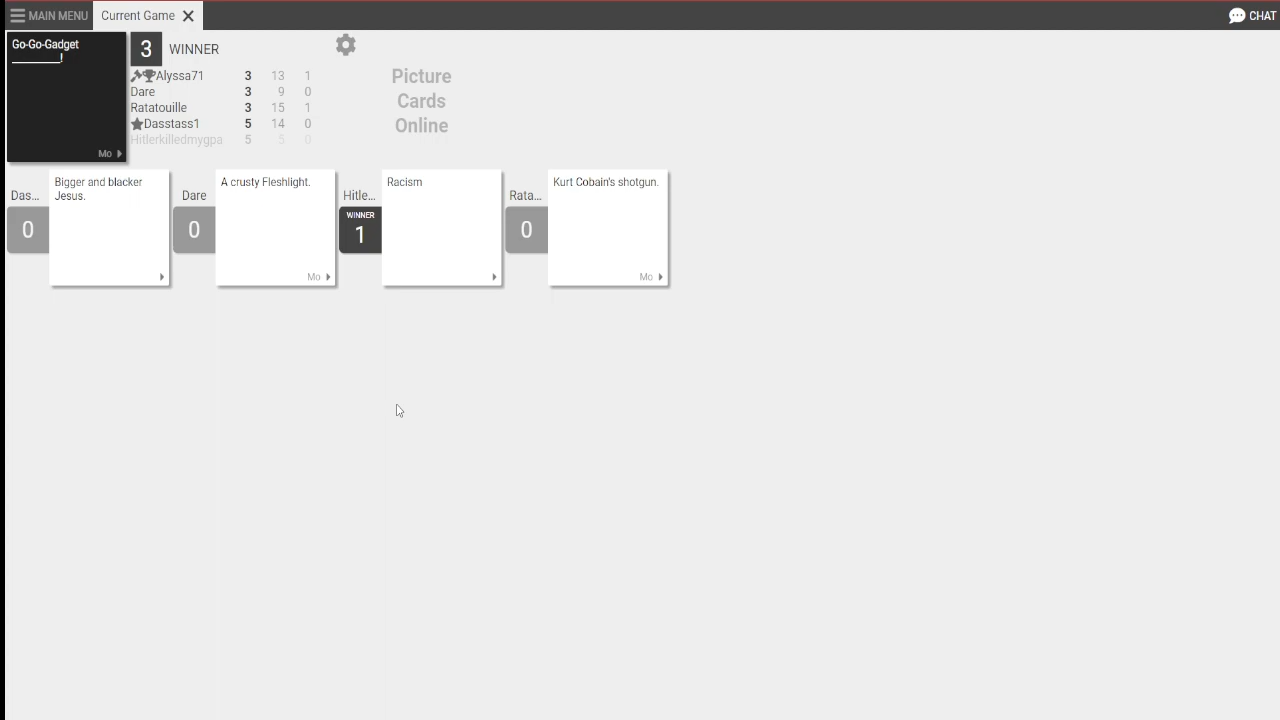 MAIN MENU
Current Game
CHAT
Go-Go-Gadget
________!
Mo
3 WINNER
Alyssa71 3 13 1
Dare 3 9 0
Ratatouille 3 15 1
Dasstass1 5 14 0
Hitlerkilledmygpa 5 5 0
Picture
Cards
Online
Das...
0
Bigger and blacker
Jesus.
Dare
0
A crusty Fleshlight.
Mo
Hitle...
WINNER
1
Racism
Rata...
0
Kurt Cobain's shotgun.
Mo